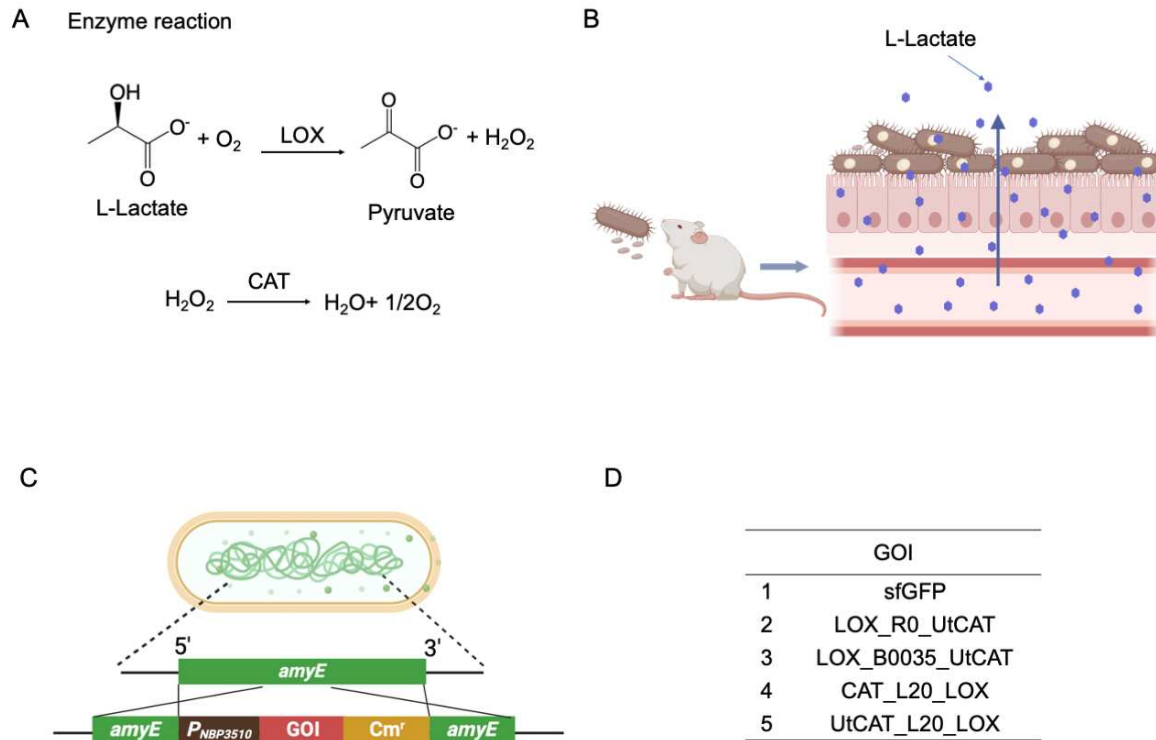 A Enzyme reaction
OH
O⁻ + O₂
LOX
O
O⁻ + H₂O₂
O
O
L-Lactate
Pyruvate
H₂O₂
CAT
H₂O+ 1/2O₂
B
L-Lactate
C
5'
3'
amyE
amyE P_NBP3510 GOI Cmʳ amyE
D
GOI
1 sfGFP
2 LOX_R0_UtCAT
3 LOX_B0035_UtCAT
4 CAT_L20_LOX
5 UtCAT_L20_LOX